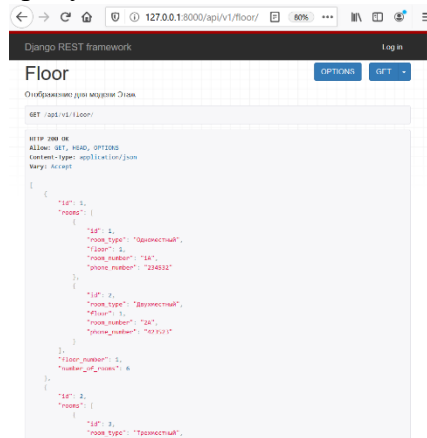 127.0.0.1:8000/api/v1/floor/
80%
Django REST framework
Log in
Floor
OPTIONS
GET
Отображение для модели Этаж
GET /api/v1/floor/
HTTP 200 OK
Allow: GET, HEAD, OPTIONS
Content-Type: application/json
Vary: Accept
[
{
"id": 1,
"rooms": [
{
"id": 1,
"room_type": "Одноместный",
"floor": 1,
"room_number": "1A",
"phone_number": "234532"
},
{
"id": 2,
"room_type": "Двухместный",
"floor": 1,
"room_number": "2A",
"phone_number":
}
],
"floor_number": 1,
"number_of_rooms": 6
},
{
"id": 2,
"rooms": [
{
"id": 3,
"room_type": "Трехместный",